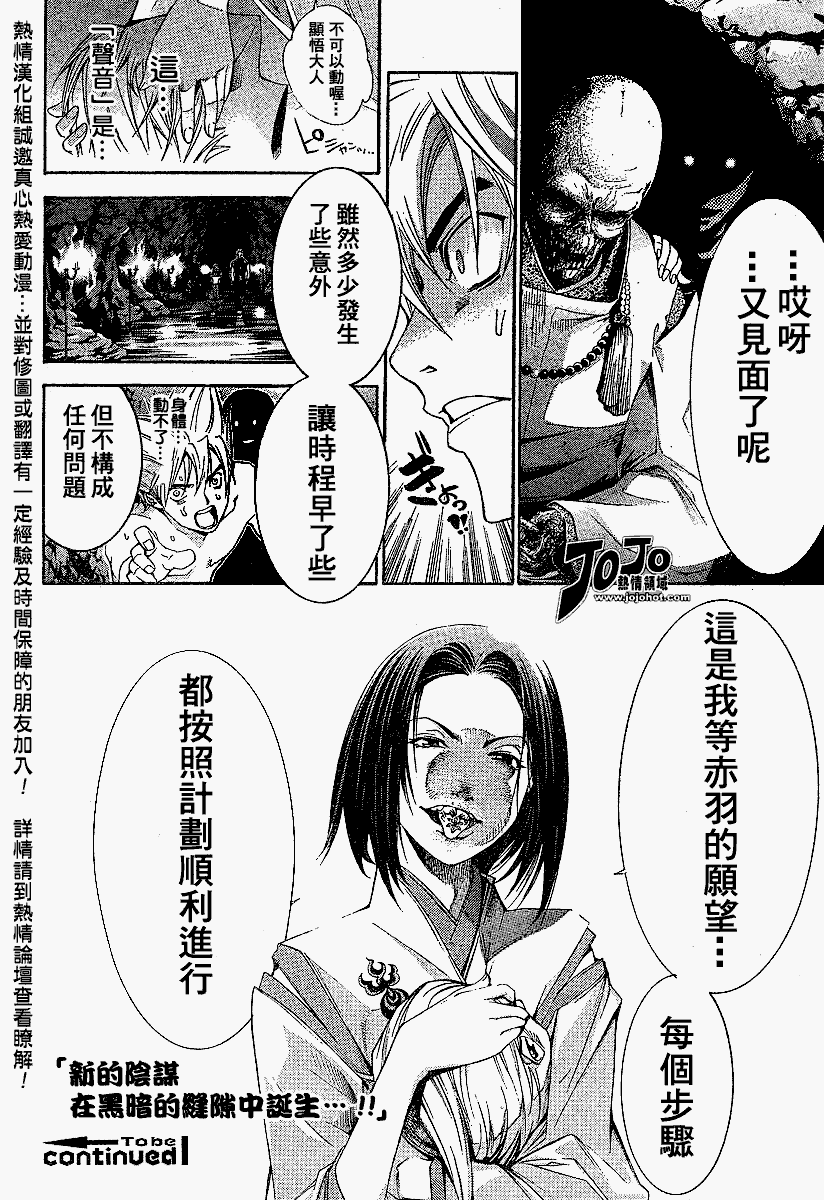 …哎呀
…又見面了呢
不可以動喔…
顯悟大人
ピシャンッ…
這…
「聲音」是…
ぎょっ!!
雖然多少發生
了些意外
讓時程早了些
身體…
動不了…
但不構成
任何問題
JOJO
熱情領域
www.jojohot.com
這是我等赤羽的願望…
每個步驟
都按照計劃順利進行
「新的陰謀
在黑暗的縫隙中誕生…!!」
To be
continued
熱情漢化組誠邀真心熱愛動漫…並對修圖或翻譯有一定經驗及時間保障的朋友加入！ 詳情請到熱情論壇查看瞭解！